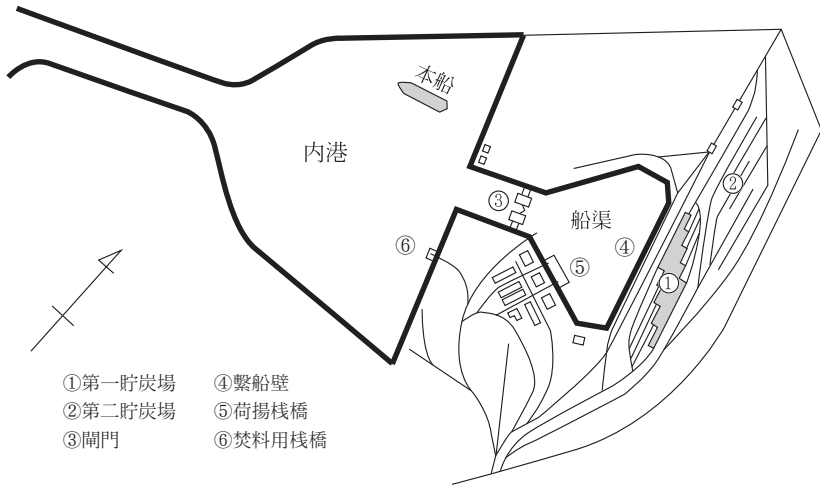 本船
内港
③
船渠
②
④
⑥
⑤
①
①第一貯炭場 ④繫船壁
②第二貯炭場 ⑤荷揚桟橋
③閘門 ⑥焚料用桟橋